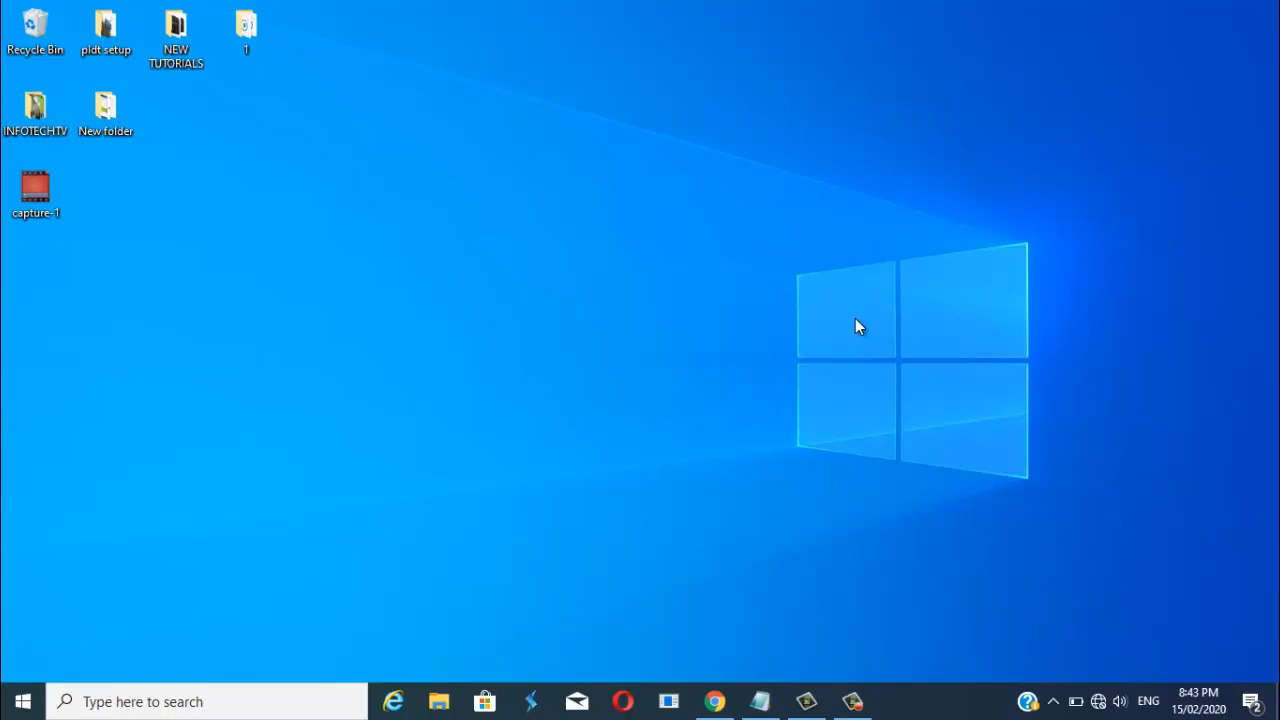 Recycle Bin
pldt setup
NEW
TUTORIALS
1
INFOTECHTV
New folder
capture-1
Type here to search
ENG
8:43 PM
15/02/2020
2